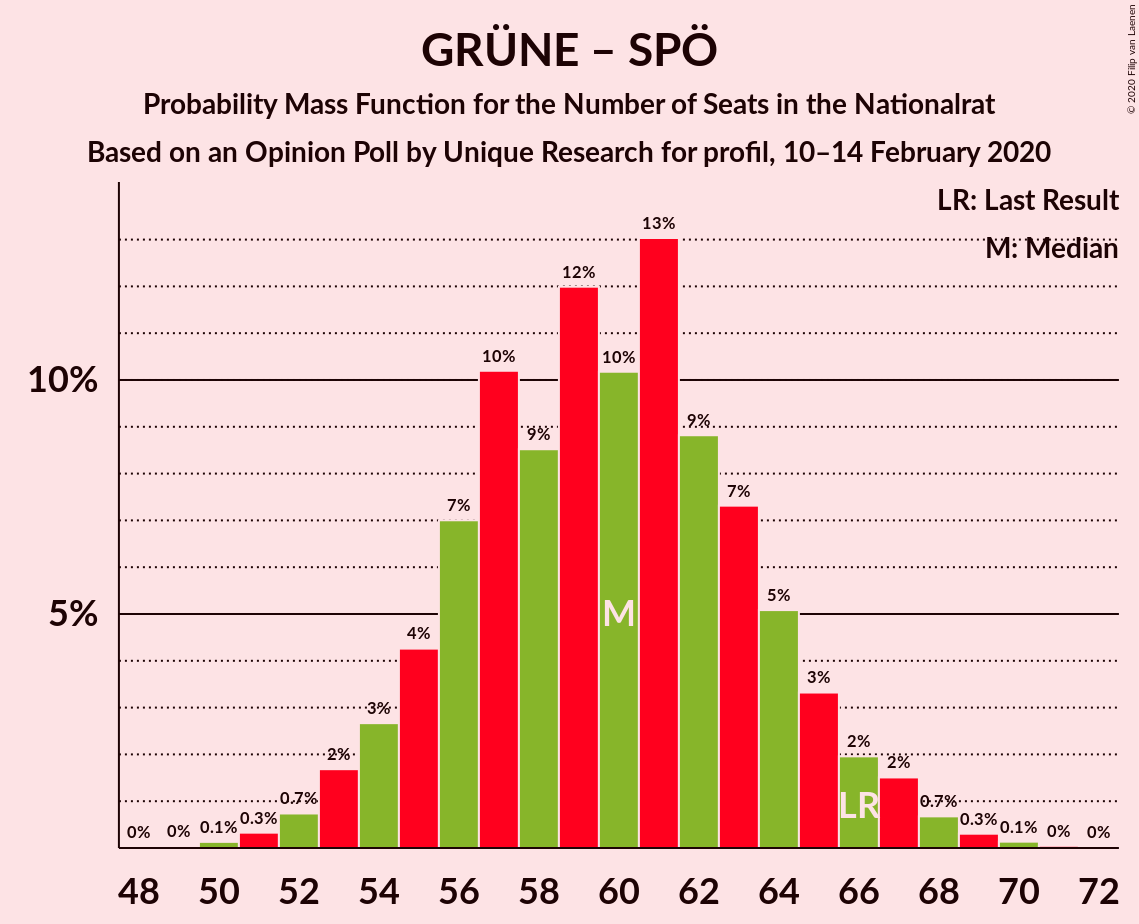 © 2020 Filip van Laenen
GRÜNE – SPÖ
Probability Mass Function for the Number of Seats in the Nationalrat
Based on an Opinion Poll by Unique Research for profil, 10–14 February 2020
LR: Last Result
M: Median
10%
5%
0% 0% 0.1% 0.3% 0.7% 2% 3% 4% 7% 10% 9% 12% 10% 13% 9% 7% 5% 3% 2% 2% 0.7% 0.3% 0.1% 0% 0%
M
LR
48 50 52 54 56 58 60 62 64 66 68 70 72